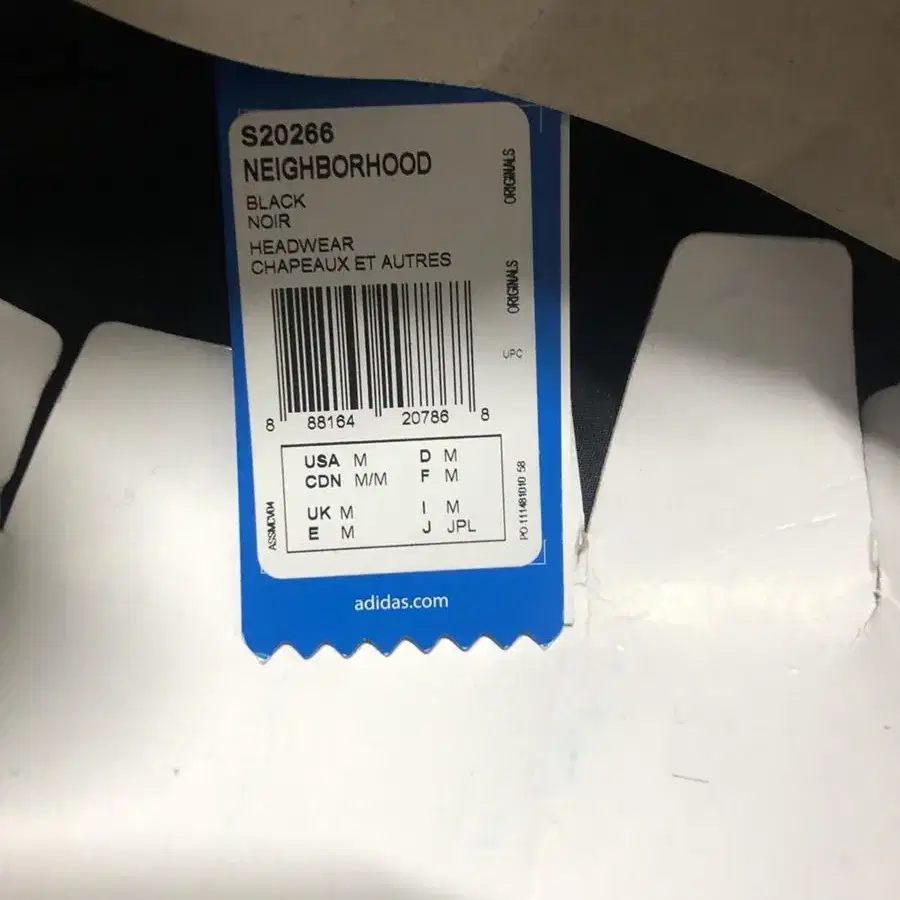 S20266
NEIGHBORHOOD
BLACK
NOIR
HEADWEAR
CHAPEAUX ET AUTRES
ORIGINALS
ORIGINALS
UPC
8 88164 20786 8
USA M D M
CDN M/M F M
UK M I M
E M J JPL
ASSMCV04
PO 111481010 58
adidas.com